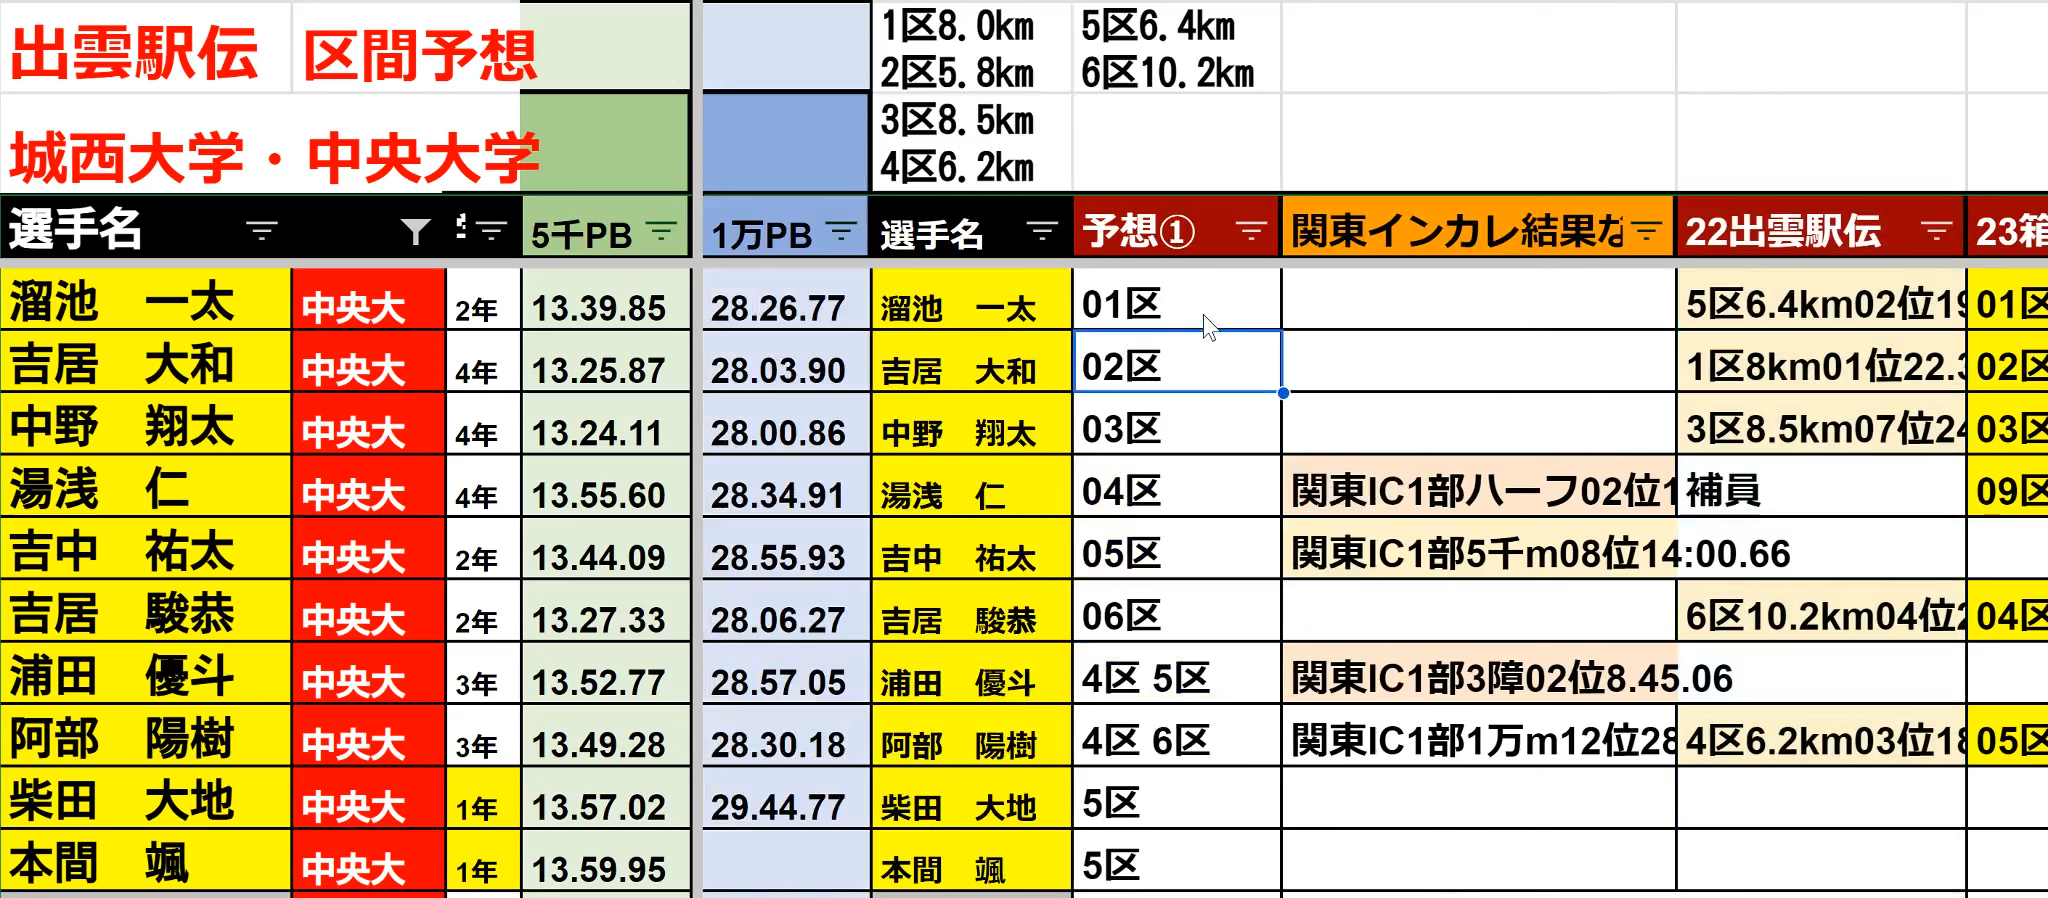 出雲駅伝 区間予想 1区8.0km 5区6.4km
2区5.8km 6区10.2km
城西大学・中央大学 3区8.5km
4区6.2km
選手名 5千PB 1万PB 選手名 予想① 関東インカレ結果な 22出雲駅伝 23箱
溜池 一太 中央大 2年 13.39.85 28.26.77 溜池 一太 01区 5区6.4km02位19 01区
吉居 大和 中央大 4年 13.25.87 28.03.90 吉居 大和 02区 1区8km01位22.3 02区
中野 翔太 中央大 4年 13.24.11 28.00.86 中野 翔太 03区 3区8.5km07位24 03区
湯浅 仁 中央大 4年 13.55.60 28.34.91 湯浅 仁 04区 関東IC1部ハーフ02位1 補員 09区
吉中 祐太 中央大 2年 13.44.09 28.55.93 吉中 祐太 05区 関東IC1部5千m08位14:00.66
吉居 駿恭 中央大 2年 13.27.33 28.06.27 吉居 駿恭 06区 6区10.2km04位2 04区
浦田 優斗 中央大 3年 13.52.77 28.57.05 浦田 優斗 4区 5区 関東IC1部3障02位8.45.06
阿部 陽樹 中央大 3年 13.49.28 28.30.18 阿部 陽樹 4区 6区 関東IC1部1万m12位28 4区6.2km03位18 05区
柴田 大地 中央大 1年 13.57.02 29.44.77 柴田 大地 5区
本間 颯 中央大 1年 13.59.95 本間 颯 5区